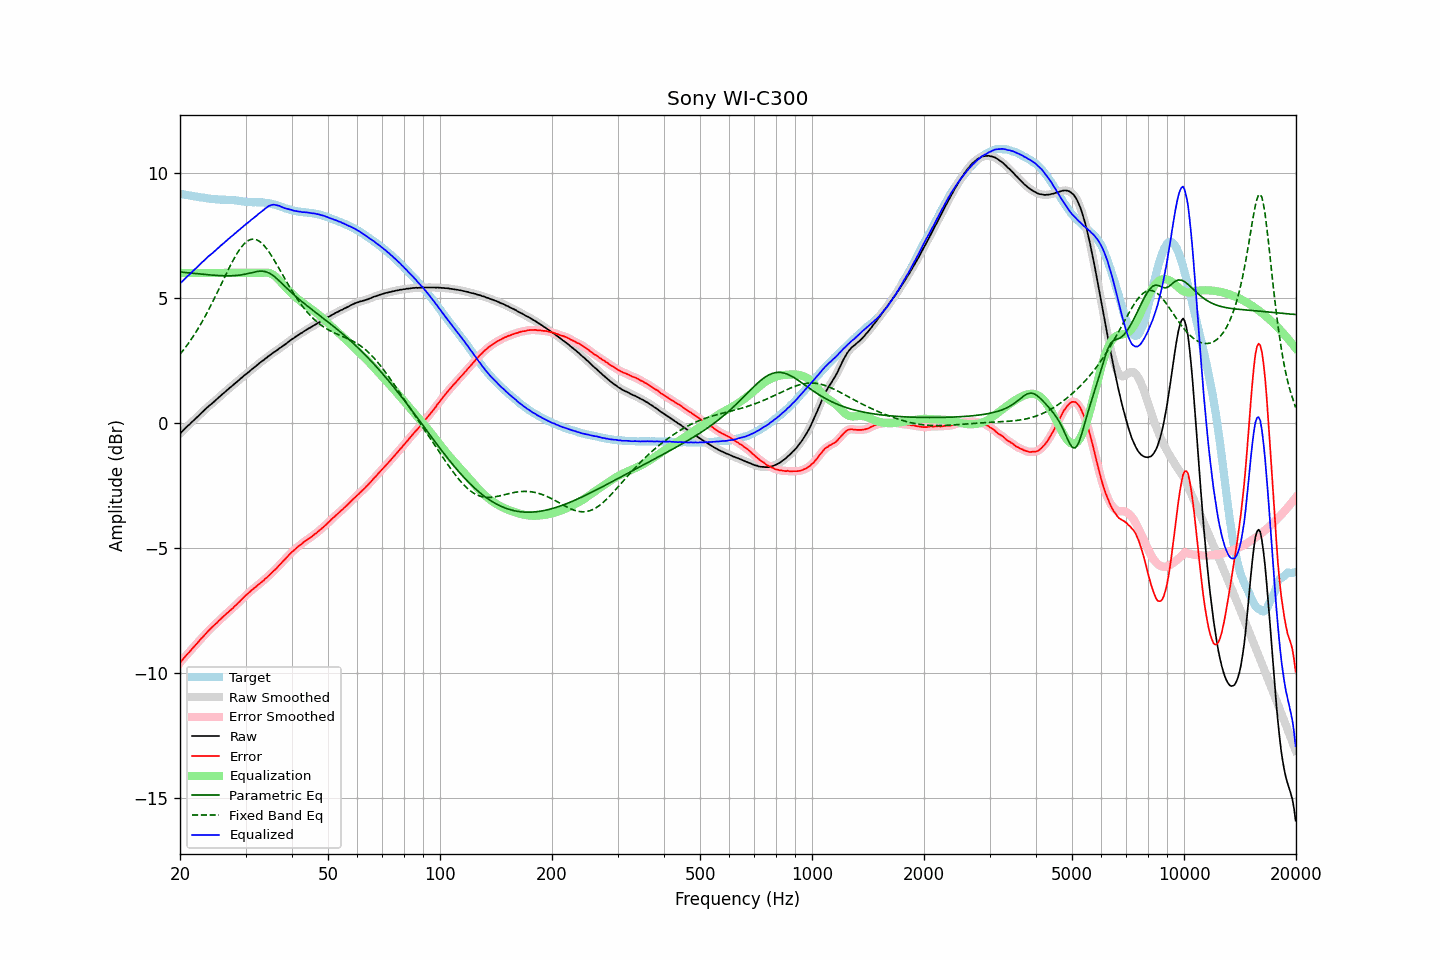 Sony WI-C300
Amplitude (dBr)
10
5
0
−5
−10
−15
Target
Raw Smoothed
Error Smoothed
Raw
Error
Equalization
Parametric Eq
Fixed Band Eq
Equalized
20 50 100 200 500 1000 2000 5000 10000 20000
Frequency (Hz)